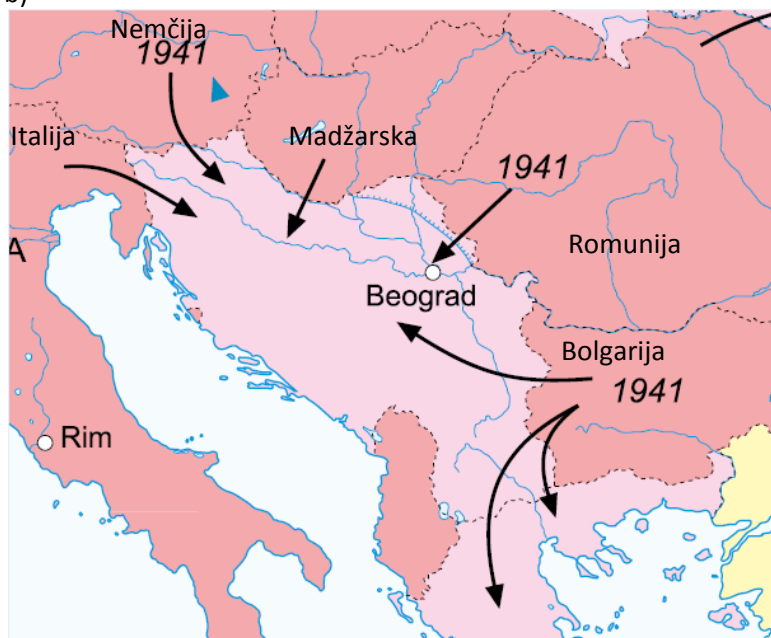 b)
Nemčija
1941
Italija
Madžarska
1941
Romunija
A
Beograd
Bolgarija
1941
Rim